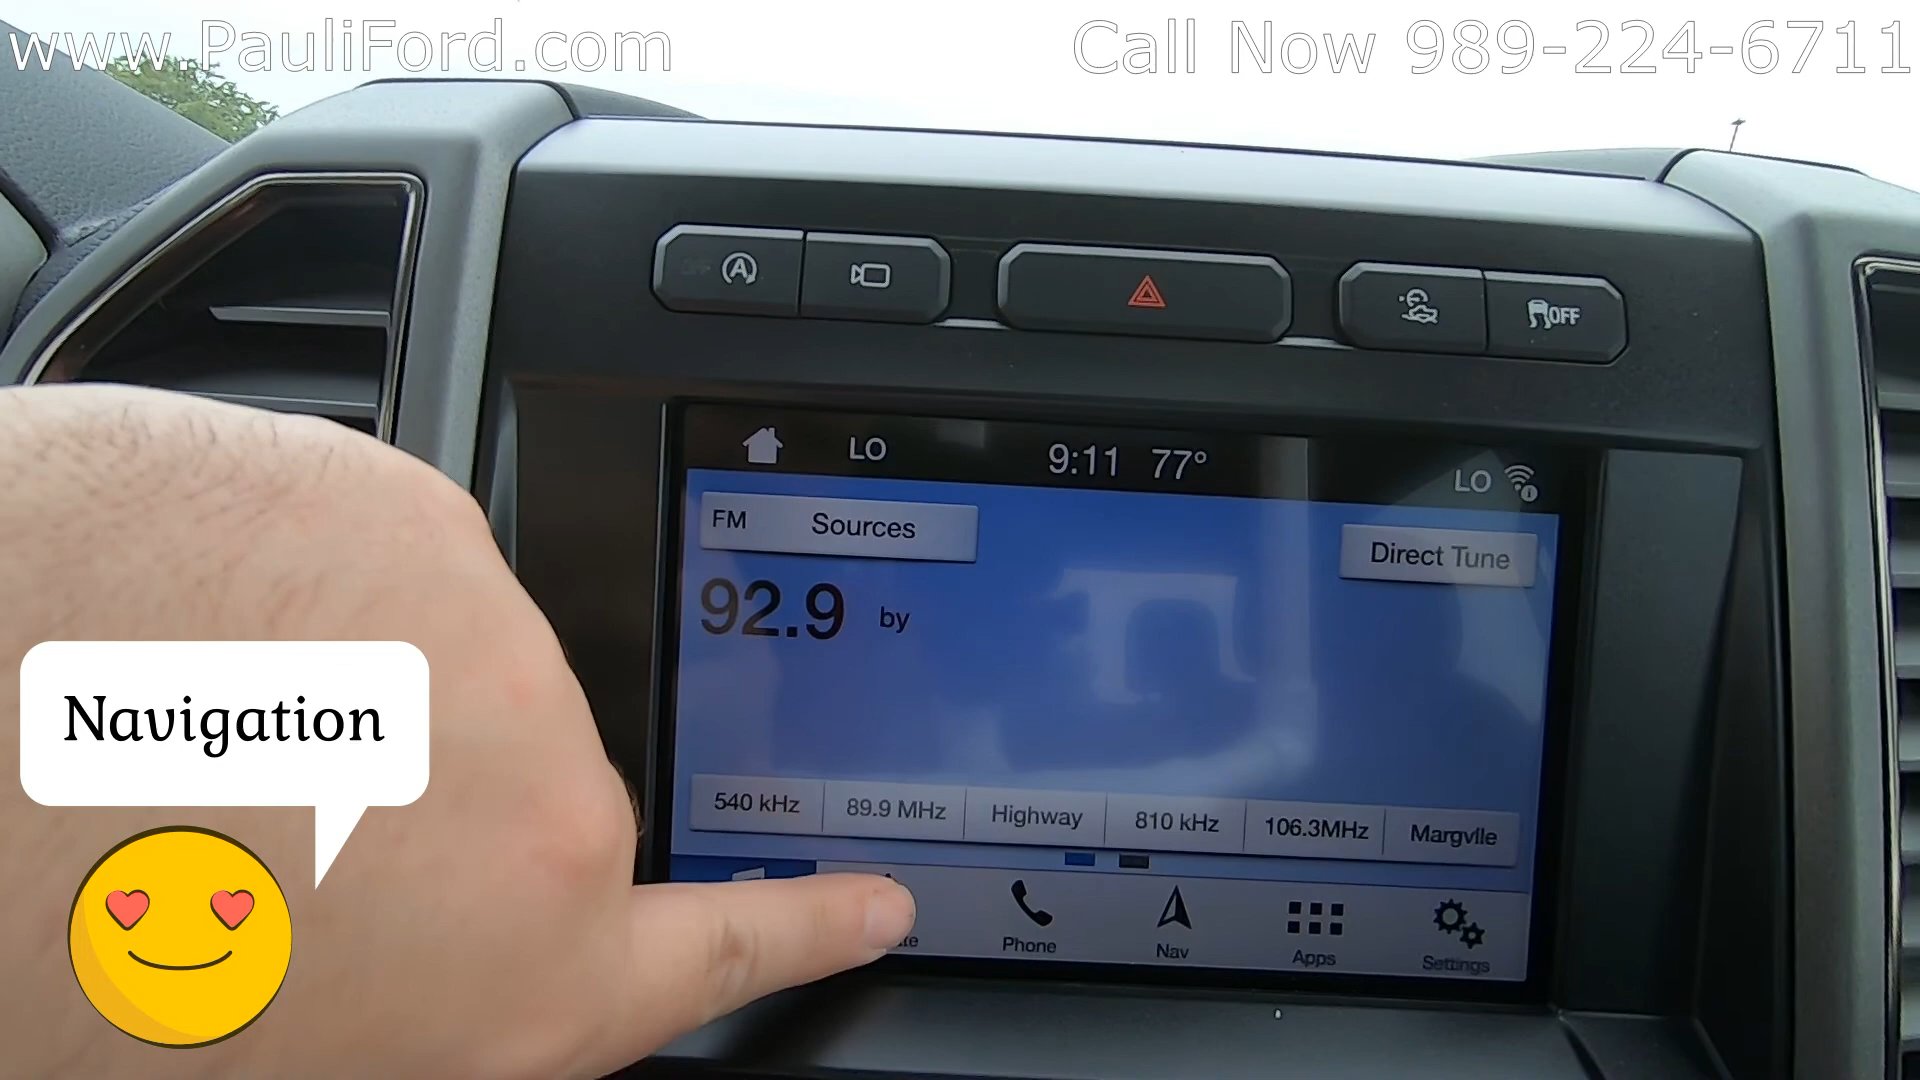 www.PauliFord.com
Call Now 989-224-6711
A
OFF
LO
9:11 77°
LO
FM Sources
Direct Tune
92.9 by
540 kHz
89.9 MHz
Highway
810 kHz
106.3MHz
Margvlle
Navigation
Phone
Nav
Apps
Settings